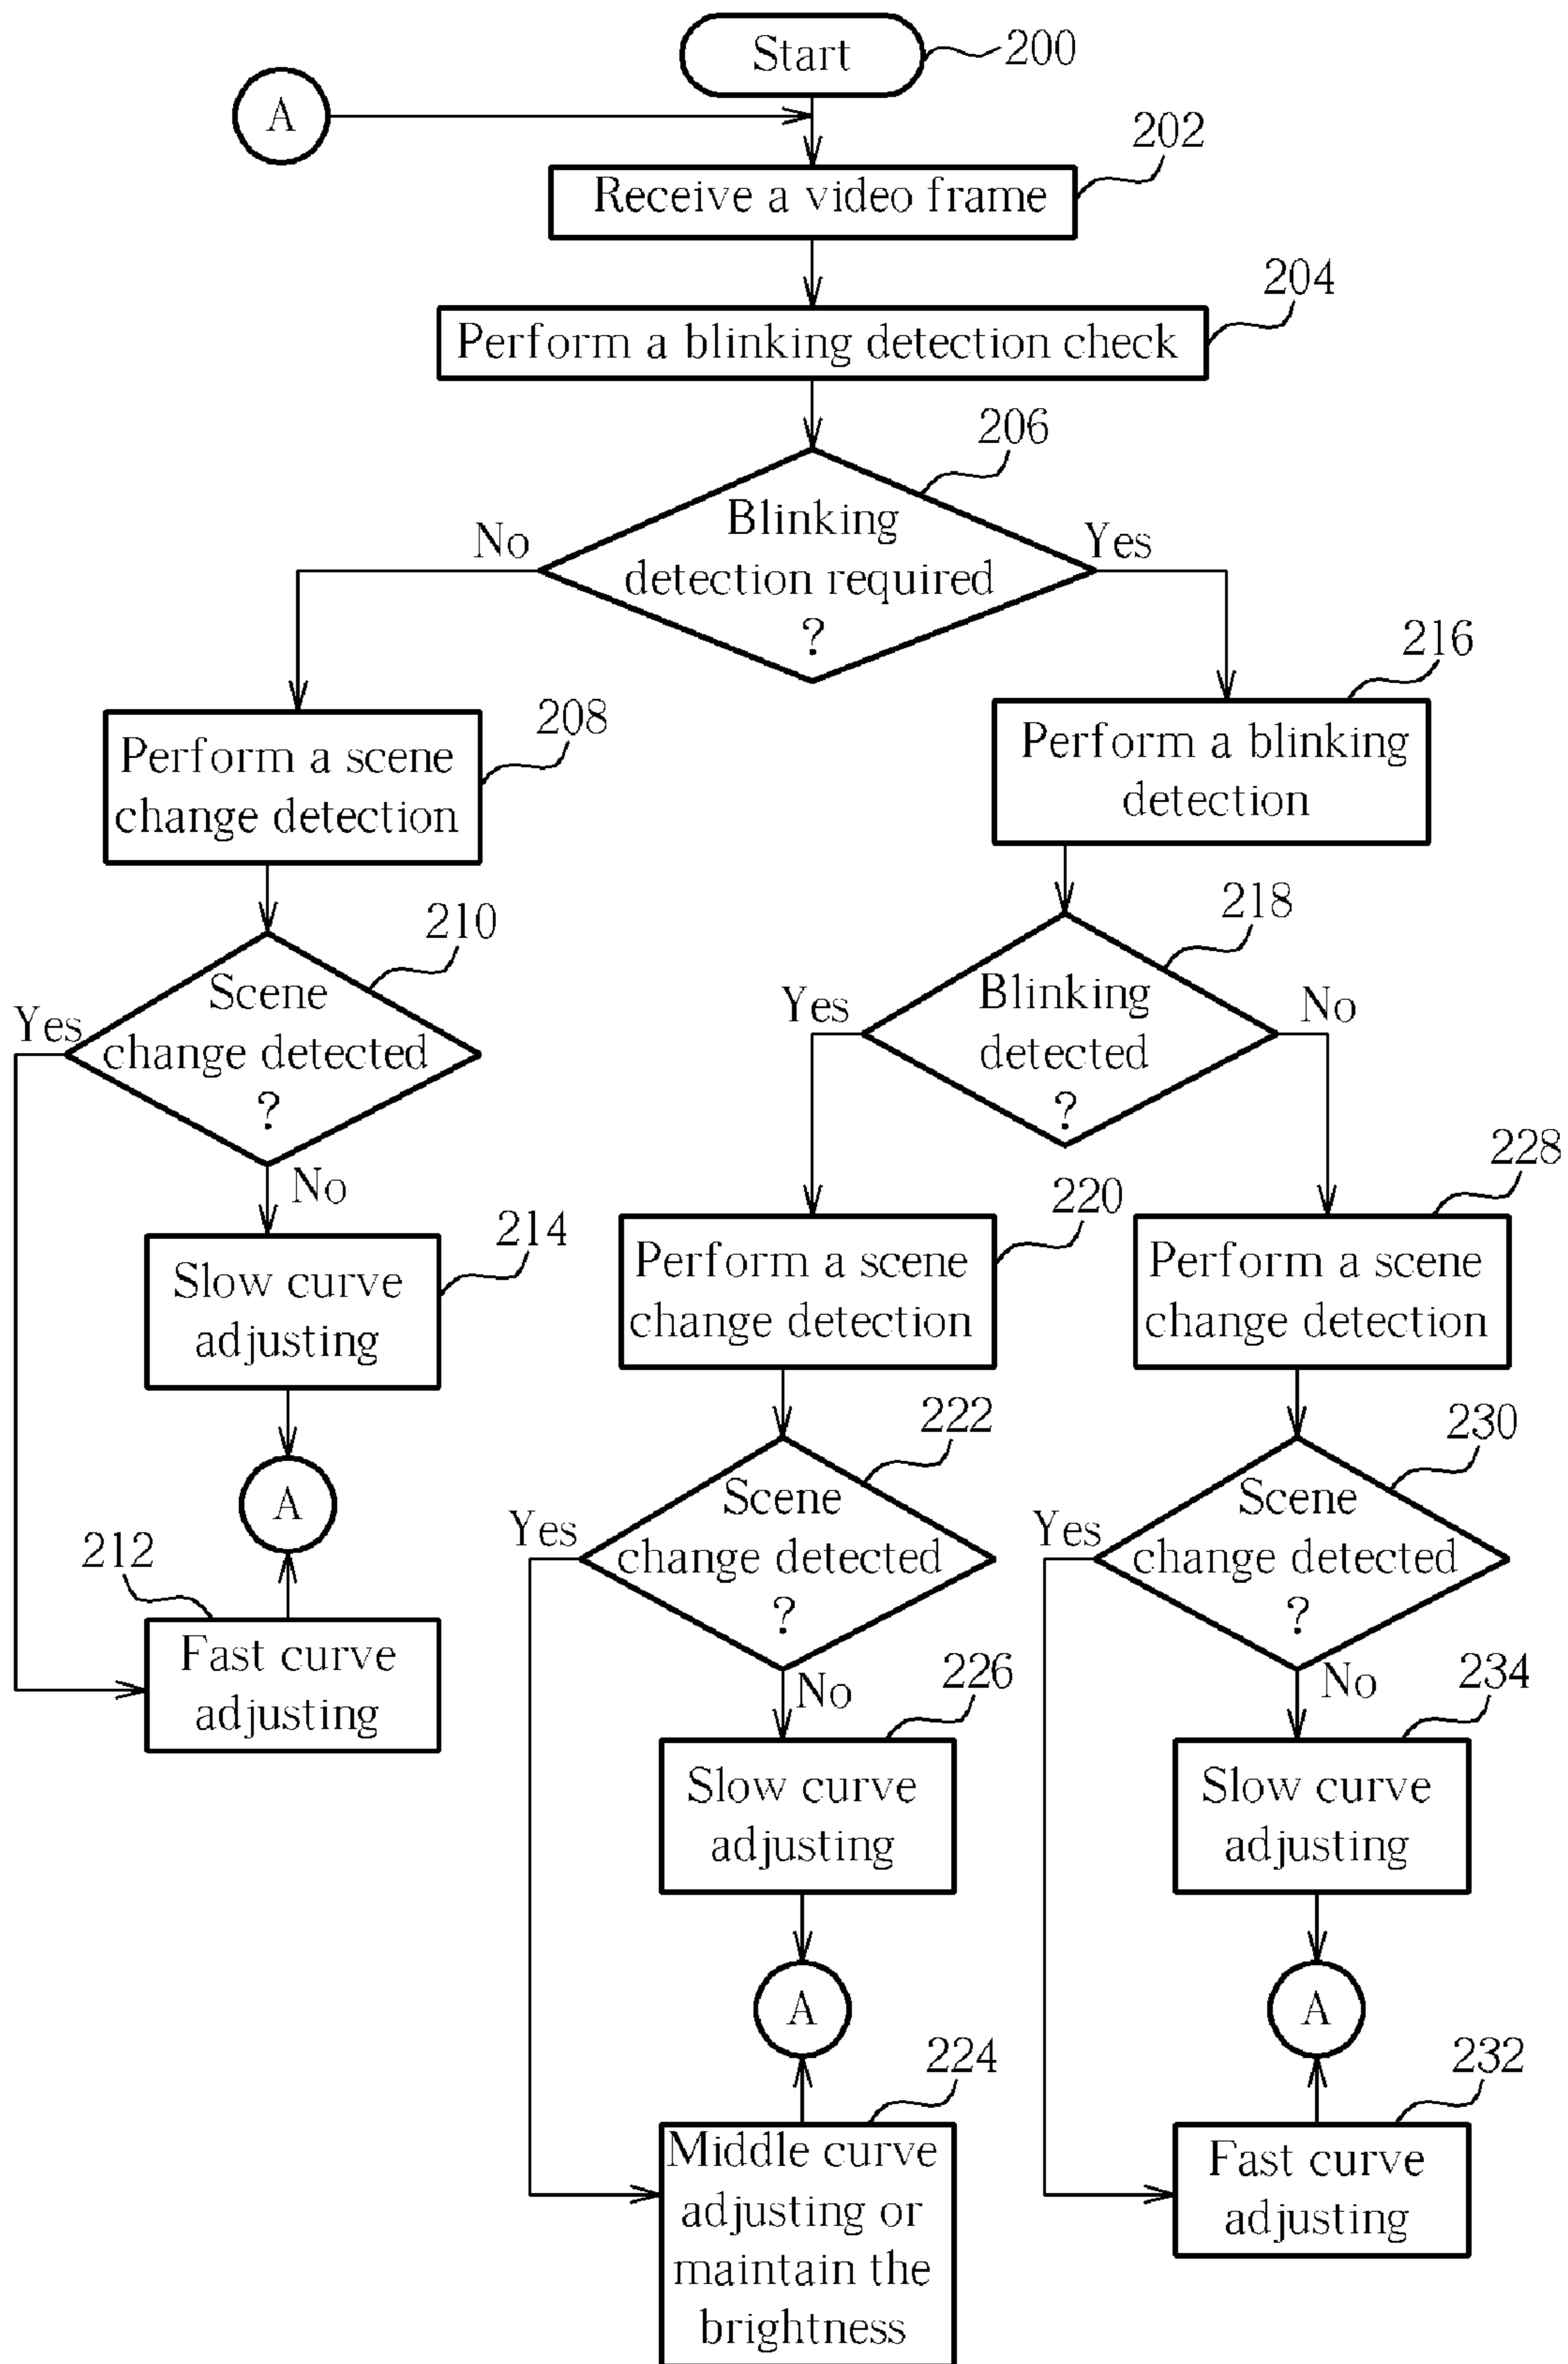 Start
200
A
202
Receive a video frame
204
Perform a blinking detection check
206
Blinking
detection required
?
No
Yes
208
Perform a scene
change detection
216
Perform a blinking
detection
210
Scene
change detected
?
Yes
No
218
Blinking
detected
?
Yes
No
214
Slow curve
adjusting
A
212
Fast curve
adjusting
220
Perform a scene
change detection
228
Perform a scene
change detection
222
Scene
change detected
?
Yes
No
230
Scene
change detected
?
Yes
No
226
Slow curve
adjusting
234
Slow curve
adjusting
A
A
224
Middle curve
adjusting or
maintain the
brightness
232
Fast curve
adjusting